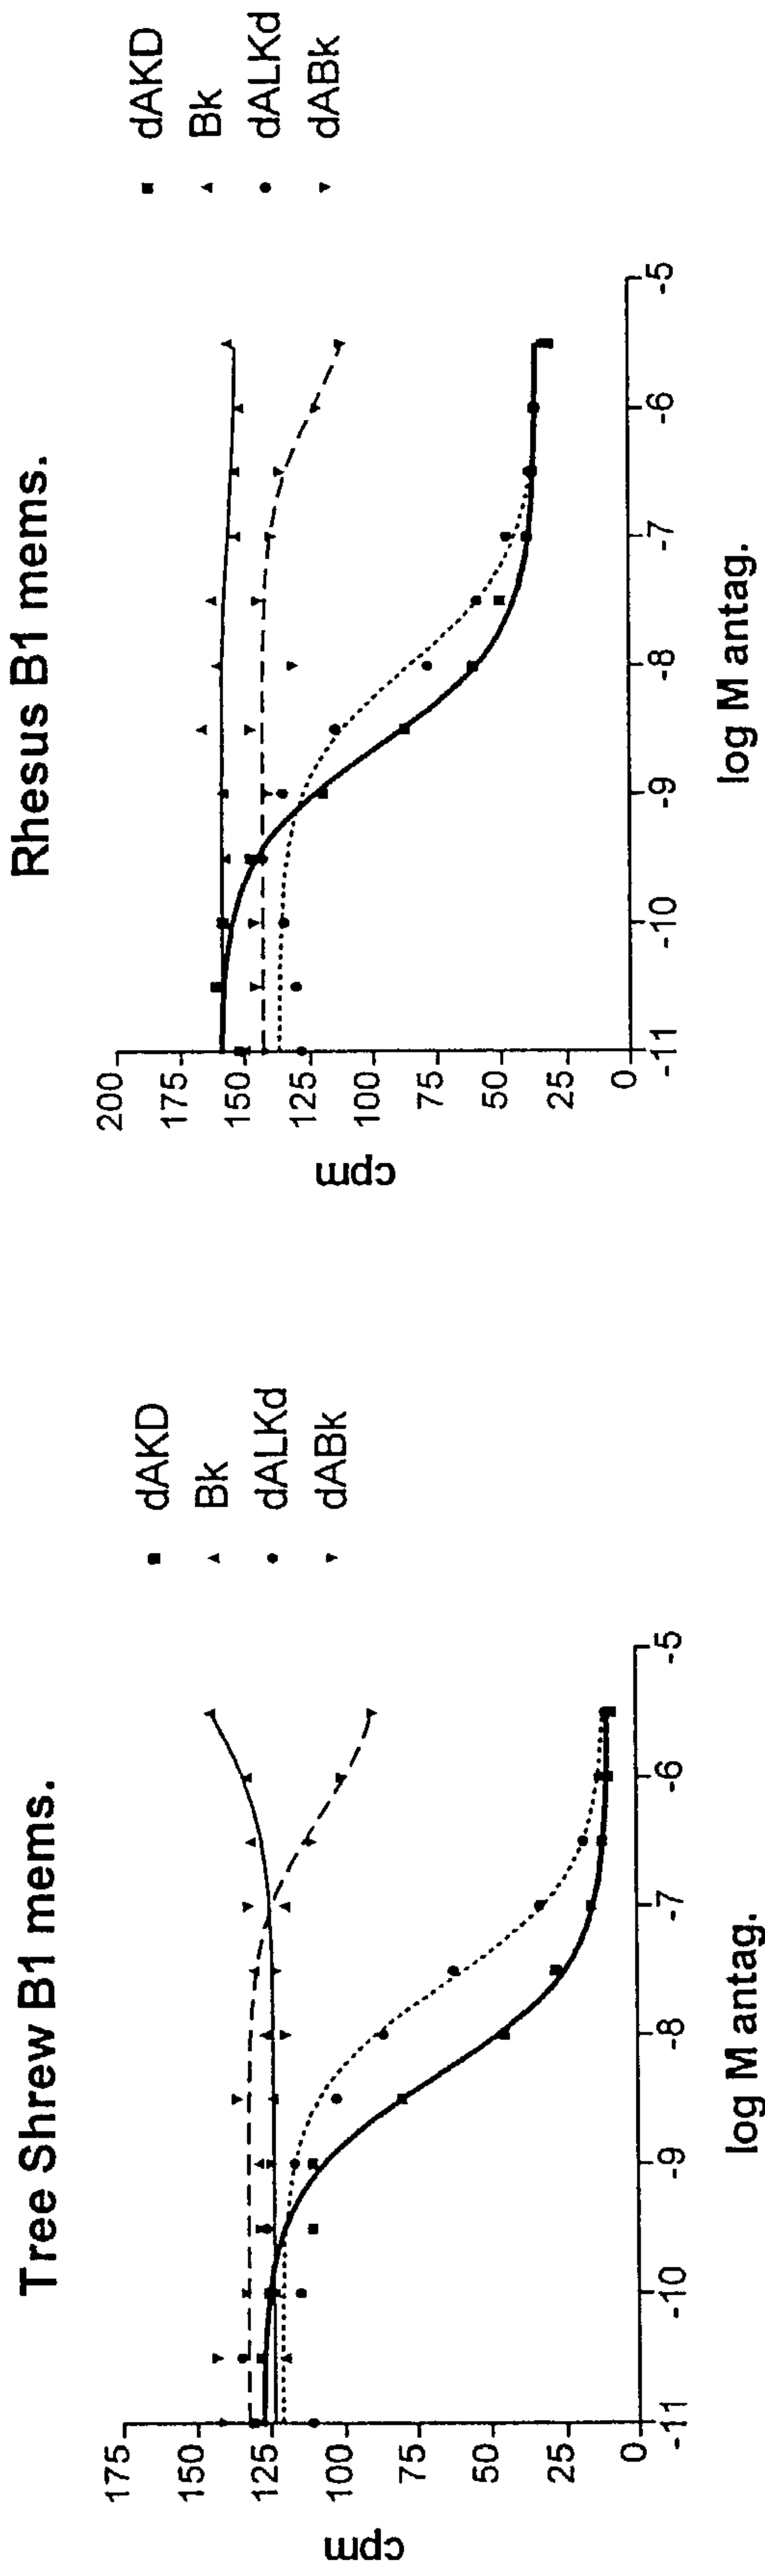 Tree Shrew B1 mems.
cpm
175
150
125
100
75
50
25
0
-11
-10
-9
-8
-7
-6
-5
log M antag.
dAKD
Bk
dALKd
dABk
Rhesus B1 mems.
cpm
200
175
150
125
100
75
50
25
0
-11
-10
-9
-8
-7
-6
-5
log M antag.
dAKD
Bk
dALKd
dABk